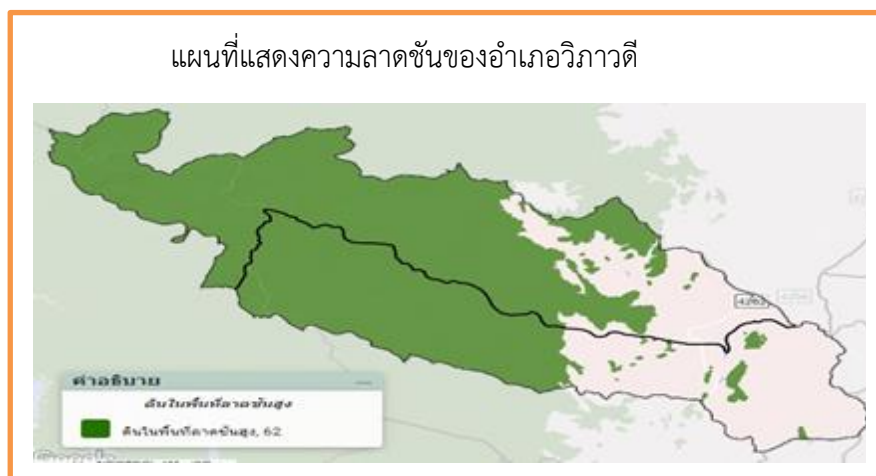 แผนที่แสดงความลาดชันของอำเภอวิภาวดี
4262
คำอธิบาย
ดินในพื้นที่ลาดชันสูง
ดินในพื้นที่ลาดชันสูง, 62